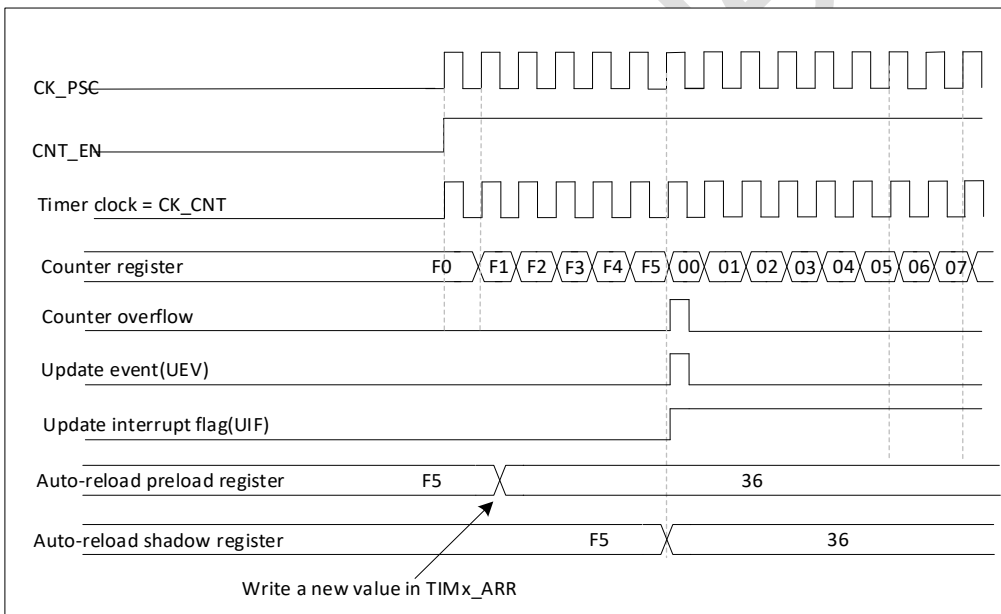 CK_PSC
CNT_EN
Timer clock = CK_CNT
Counter register F0 F1 F2 F3 F4 F5 00 01 02 03 04 05 06 07
Counter overflow
Update event(UEV)
Update interrupt flag(UIF)
Auto-reload preload register F5 36
Auto-reload shadow register F5 36
Write a new value in TIMx_ARR